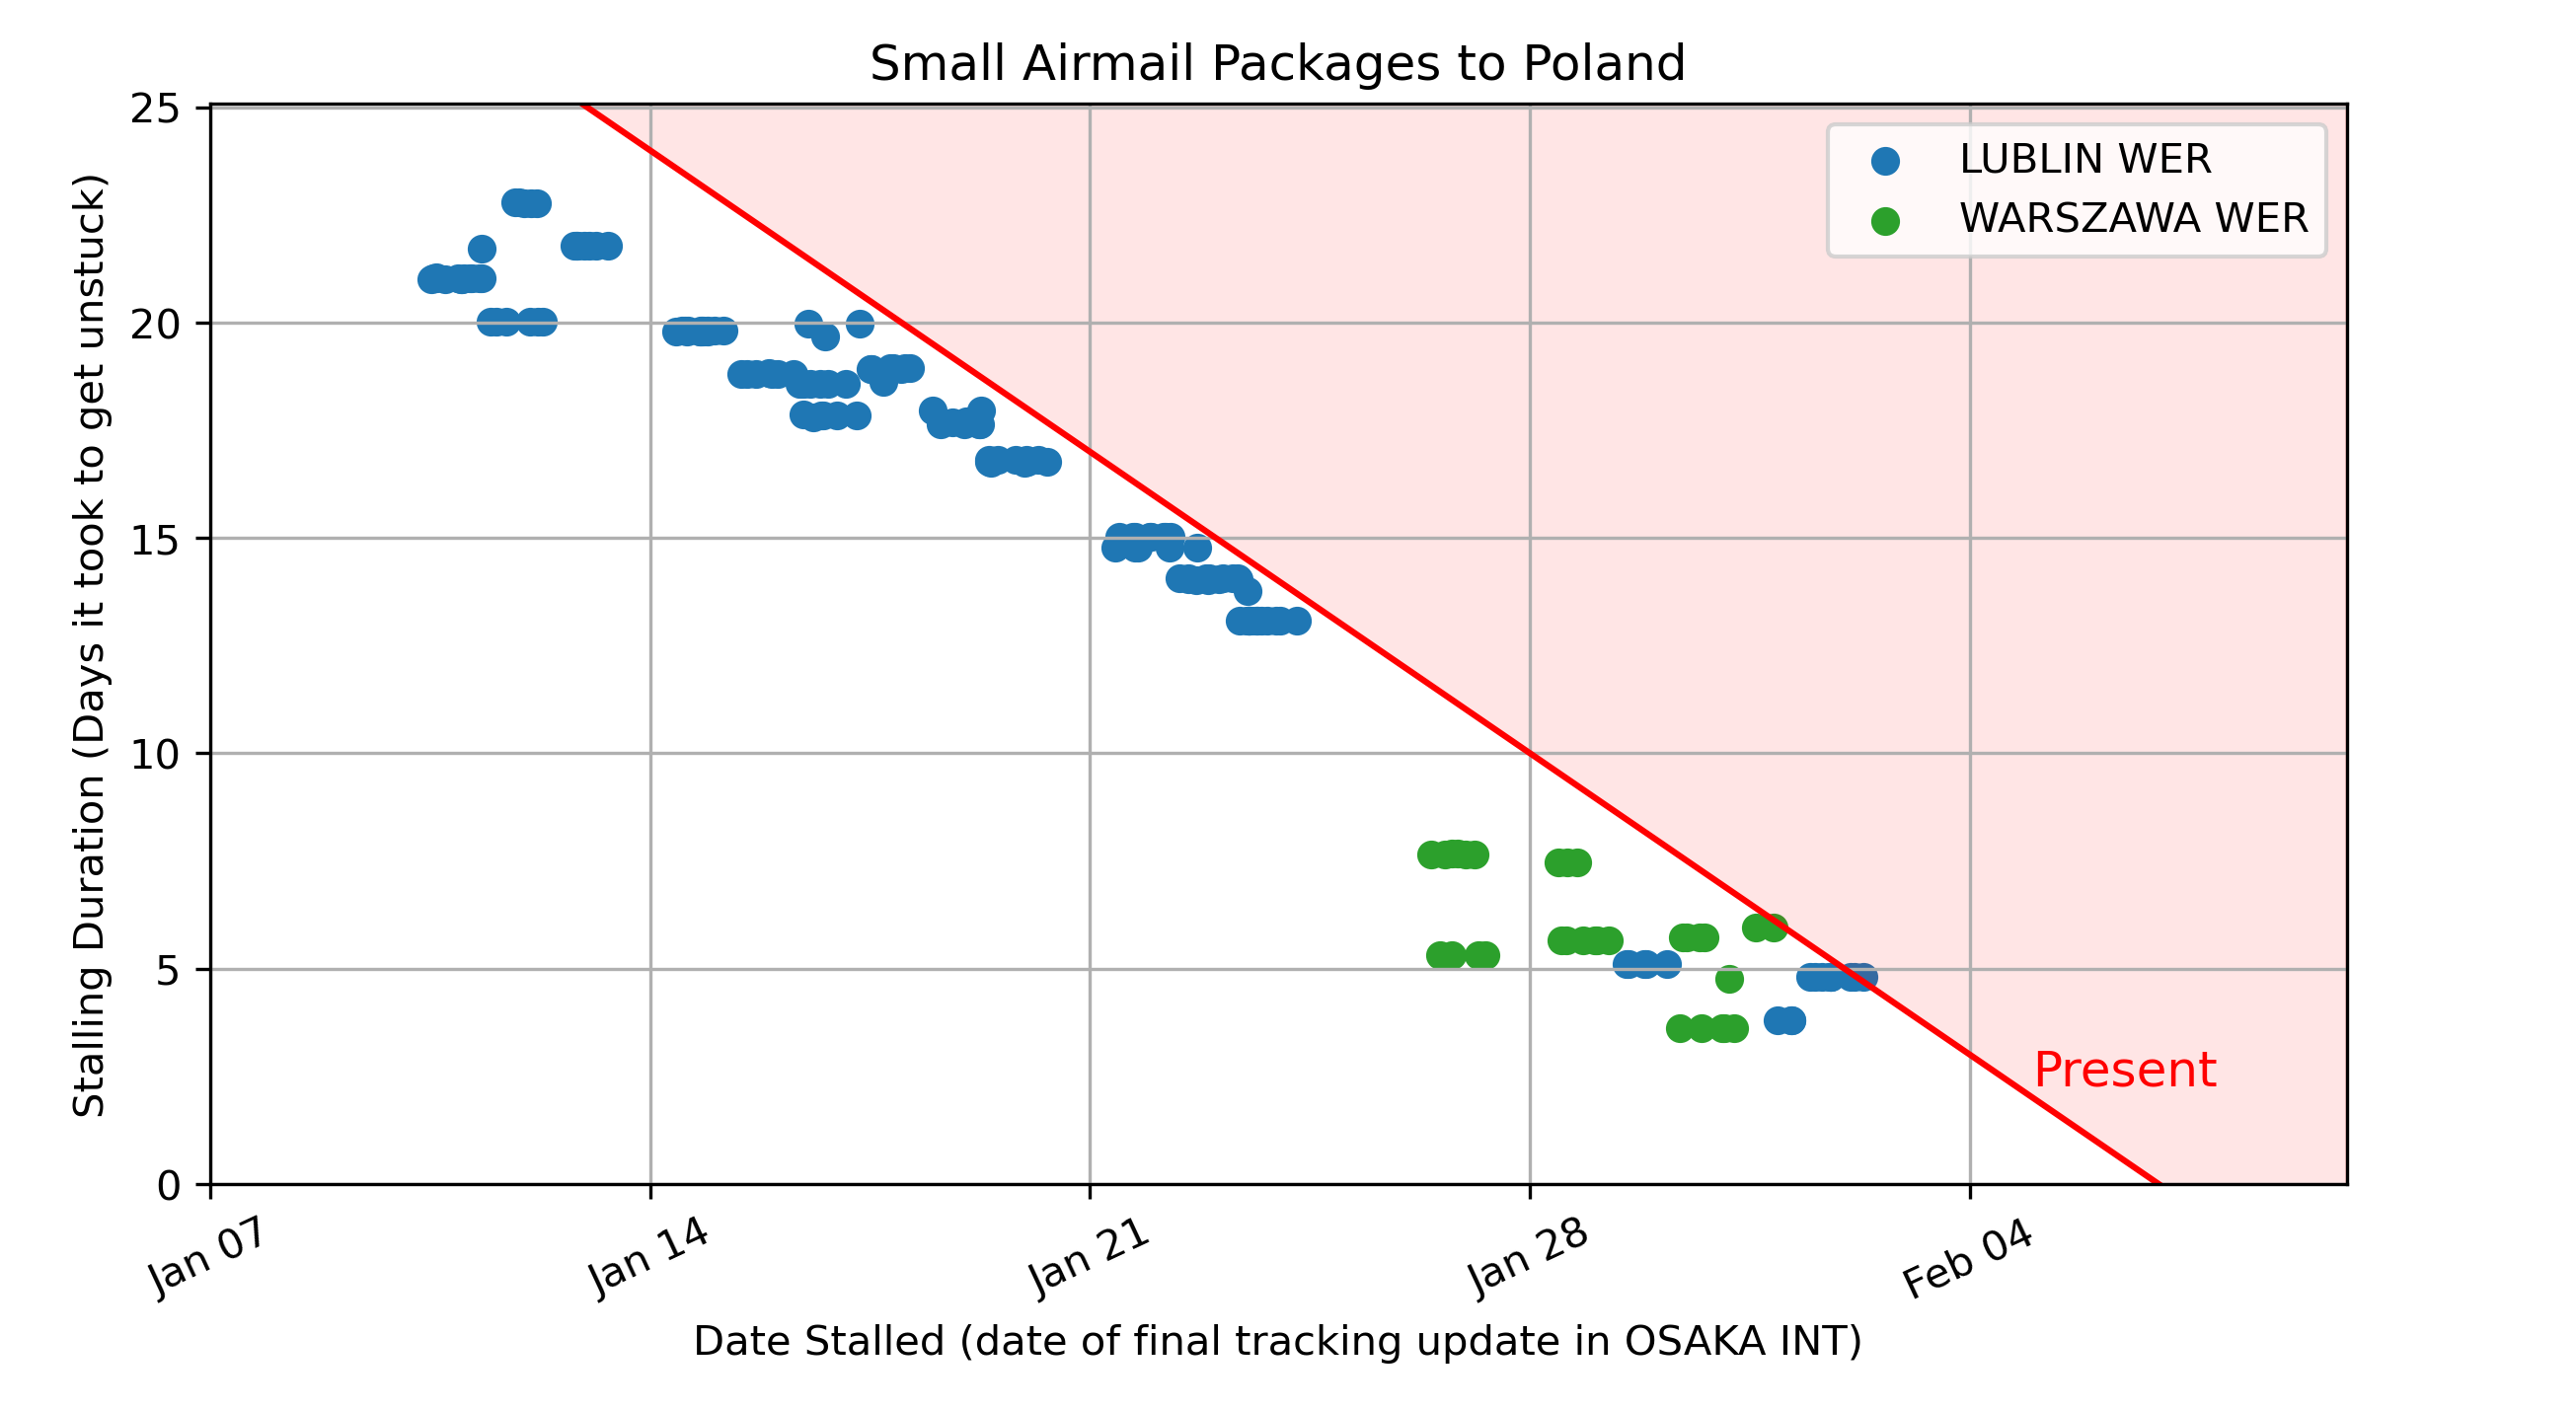 Small Airmail Packages to Poland
Stalling Duration (Days it took to get unstuck)
25
20
15
10
5
0
LUBLIN WER
WARSZAWA WER
Present
Jan 07
Jan 14
Jan 21
Jan 28
Feb 04
Date Stalled (date of final tracking update in OSAKA INT)